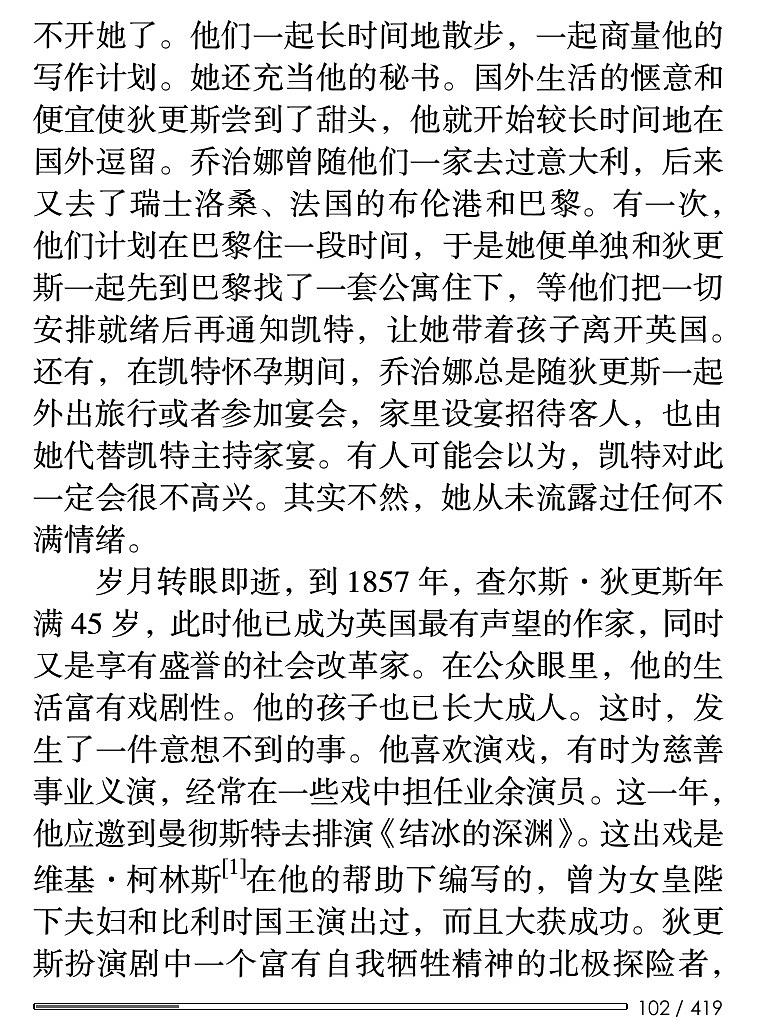 不开她了。他们一起长时间地散步，一起商量他的
写作计划。她还充当他的秘书。国外生活的惬意和
便宜使狄更斯尝到了甜头，他就开始较长时间地在
国外逗留。乔治娜曾随他们一家去过意大利，后来
又去了瑞士洛桑、法国的布伦港和巴黎。有一次，
他们计划在巴黎住一段时间，于是她便单独和狄更
斯一起先到巴黎找了一套公寓住下，等他们把一切
安排就绪后再通知凯特，让她带着孩子离开英国。
还有，在凯特怀孕期间，乔治娜总是随狄更斯一起
外出旅行或者参加宴会，家里设宴招待客人，也由
她代替凯特主持家宴。有人可能会以为，凯特对此
一定会很不高兴。其实不然，她从未流露过任何不
满情绪。
岁月转眼即逝，到 1857 年，查尔斯·狄更斯年
满 45 岁，此时他已成为英国最有声望的作家，同时
又是享有盛誉的社会改革家。在公众眼里，他的生
活富有戏剧性。他的孩子也已长大成人。这时，发
生了一件意想不到的事。他喜欢演戏，有时为慈善
事业义演，经常在一些戏中担任业余演员。这一年，
他应邀到曼彻斯特去排演《结冰的深渊》。这出戏是
维基·柯林斯[1]在他的帮助下编写的，曾为女皇陛
下夫妇和比利时国王演出过，而且大获成功。狄更
斯扮演剧中一个富有自我牺牲精神的北极探险者，
102 / 419